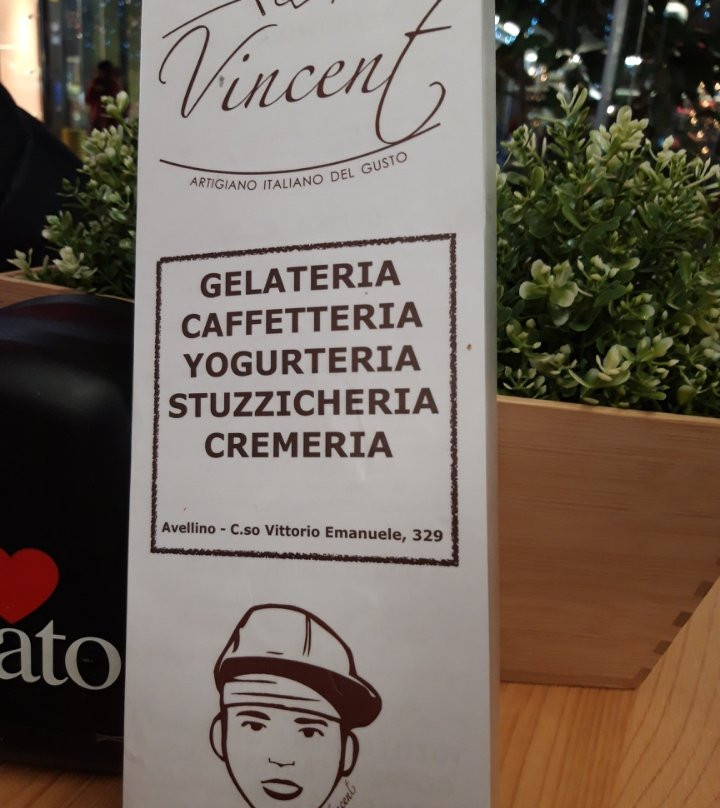 Vincent
ARTIGIANO ITALIANO DEL GUSTO
GELATERIA
CAFFETTERIA
YOGURTERIA
STUZZICHERIA
CREMERIA
Avellino - C.so Vittorio Emanuele, 329
ato